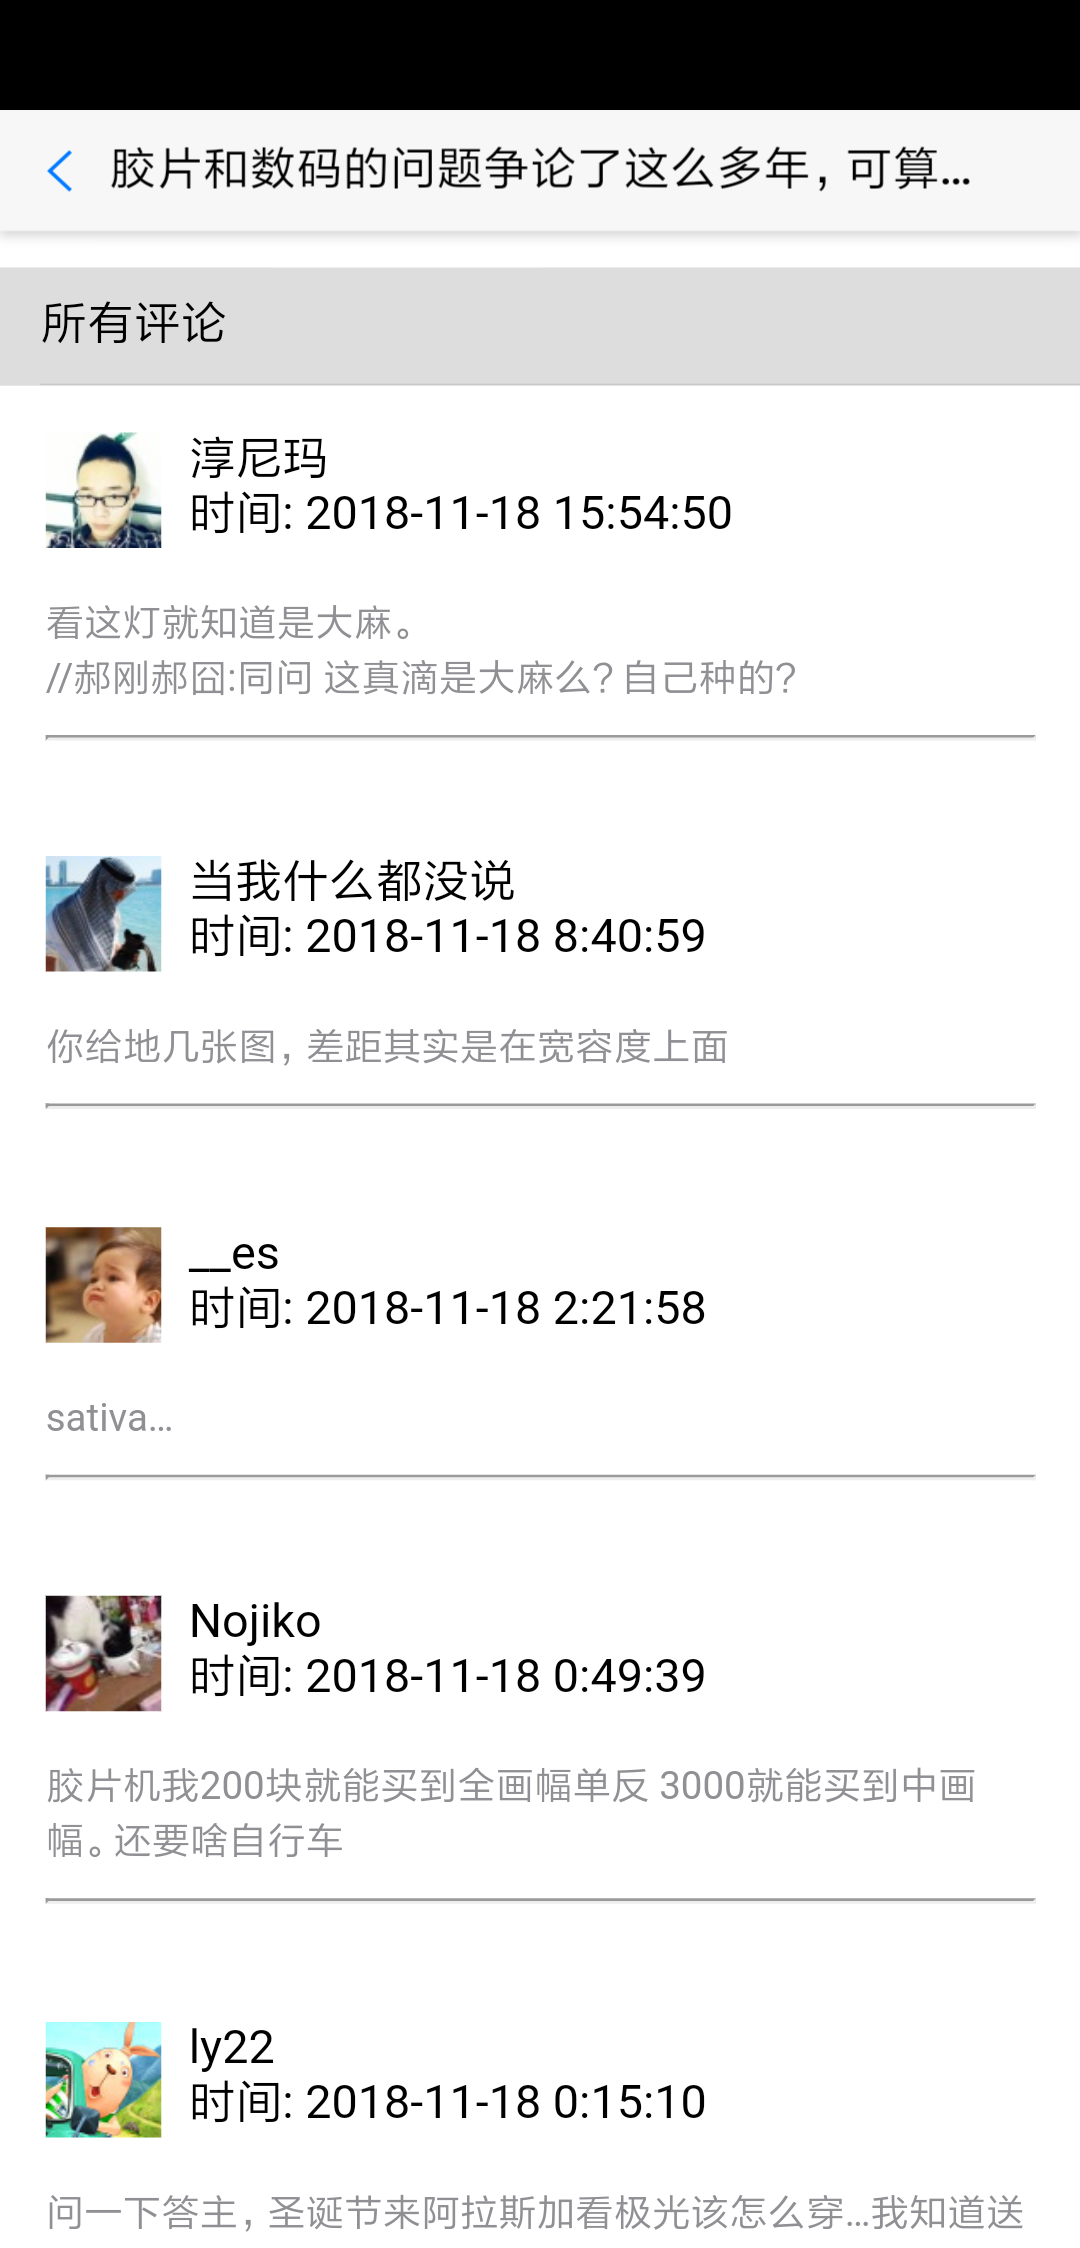 胶片和数码的问题争论了这么多年，可算...
所有评论
淳尼玛
时间: 2018-11-18 15:54:50
看这灯就知道是大麻。
//郝刚郝囧:同问 这真滴是大麻么? 自己种的?
当我什么都没说
时间: 2018-11-18 8:40:59
你给地几张图，差距其实是在宽容度上面
__es
时间: 2018-11-18 2:21:58
sativa...
Nojiko
时间: 2018-11-18 0:49:39
胶片机我200块就能买到全画幅单反 3000就能买到中画
幅。还要啥自行车
ly22
时间: 2018-11-18 0:15:10
问一下答主，圣诞节来阿拉斯加看极光该怎么穿...我知道送